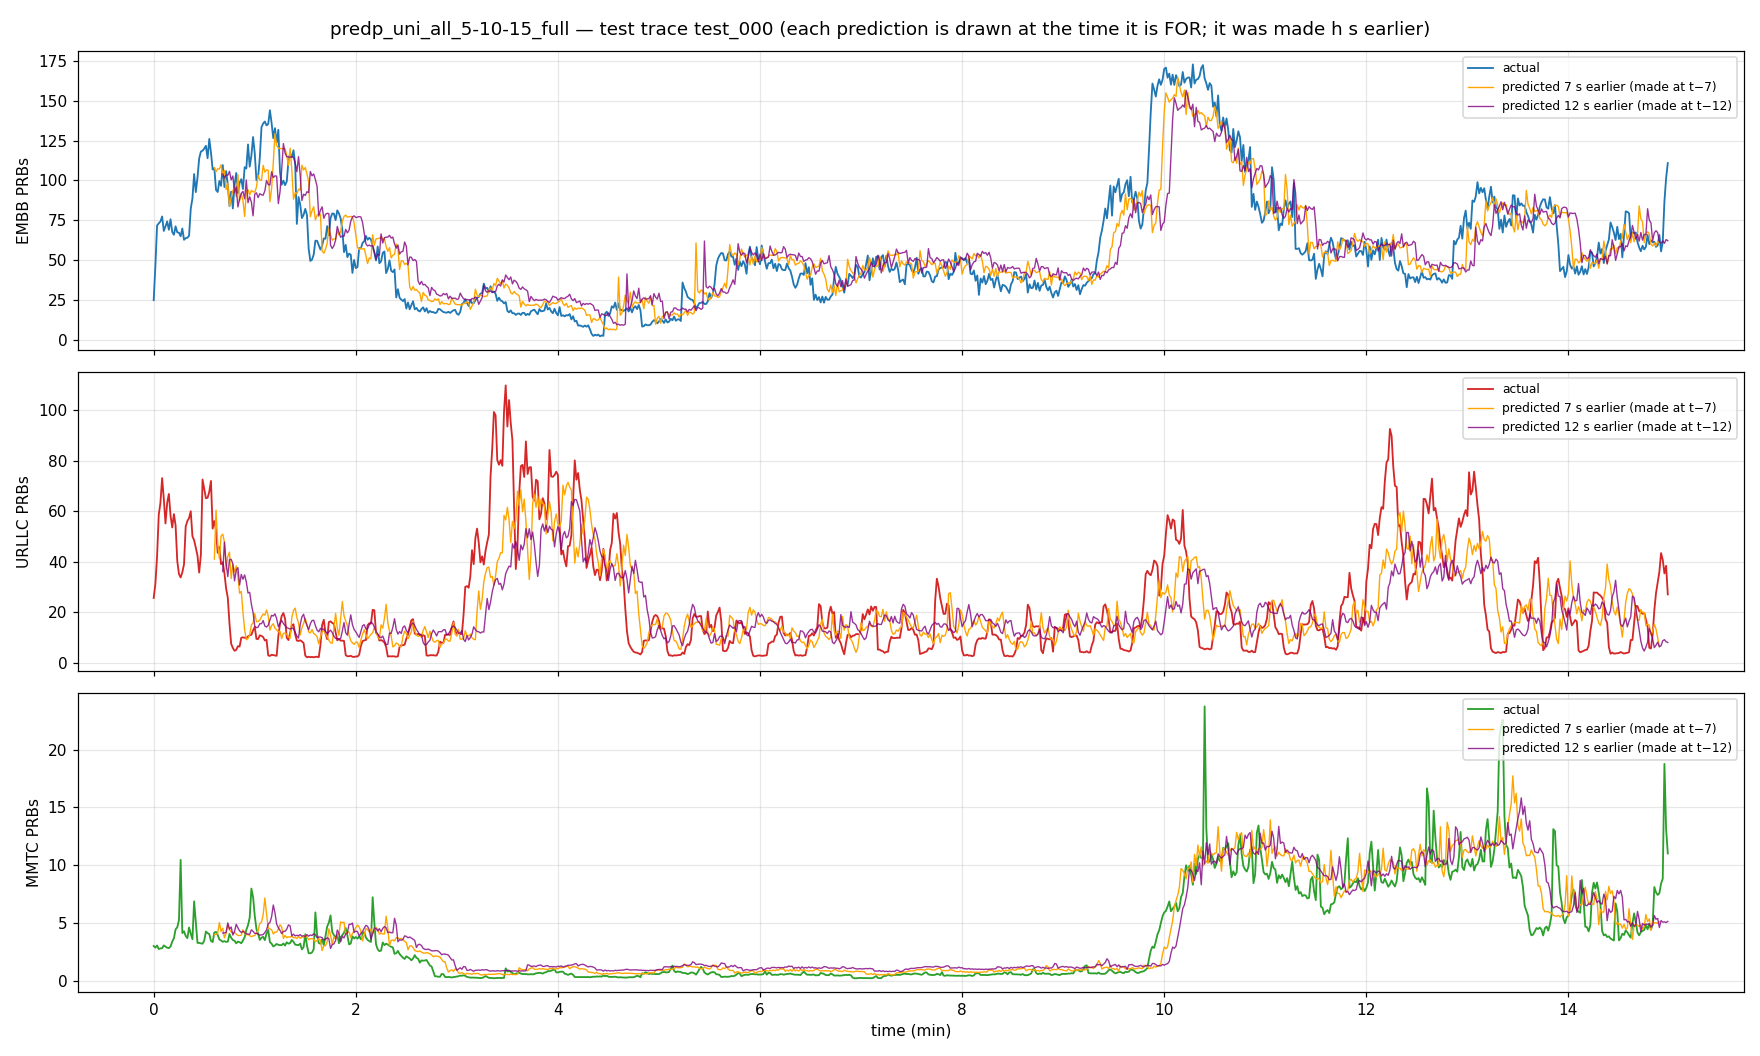 predp_uni_all_5-10-15_full — test trace test_000 (each prediction is drawn at the time it is FOR; it was made h s earlier)
EMBB PRBs
175
150
125
100
75
50
25
0
actual
predicted 7 s earlier (made at t−7)
predicted 12 s earlier (made at t−12)
URLLC PRBs
100
80
60
40
20
0
actual
predicted 7 s earlier (made at t−7)
predicted 12 s earlier (made at t−12)
MMTC PRBs
20
15
10
5
0
actual
predicted 7 s earlier (made at t−7)
predicted 12 s earlier (made at t−12)
0 2 4 6 8 10 12 14
time (min)